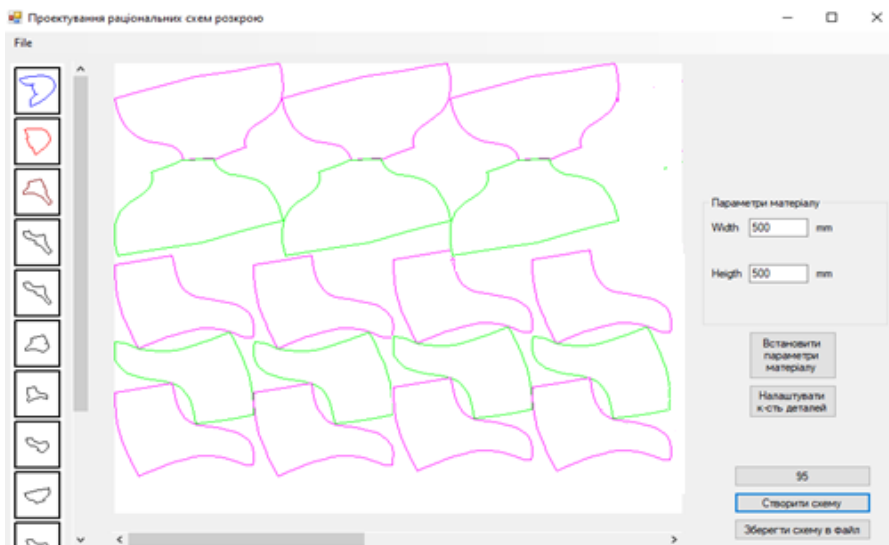 Проектування раціональних схем розкрою
File
Параметри матеріалу
Width 500 mm
Heigth 500 mm
Встановити
параметри
матеріалу
Налаштувати
к-сть деталей
95
Створити схему
Зберегти схему в файл